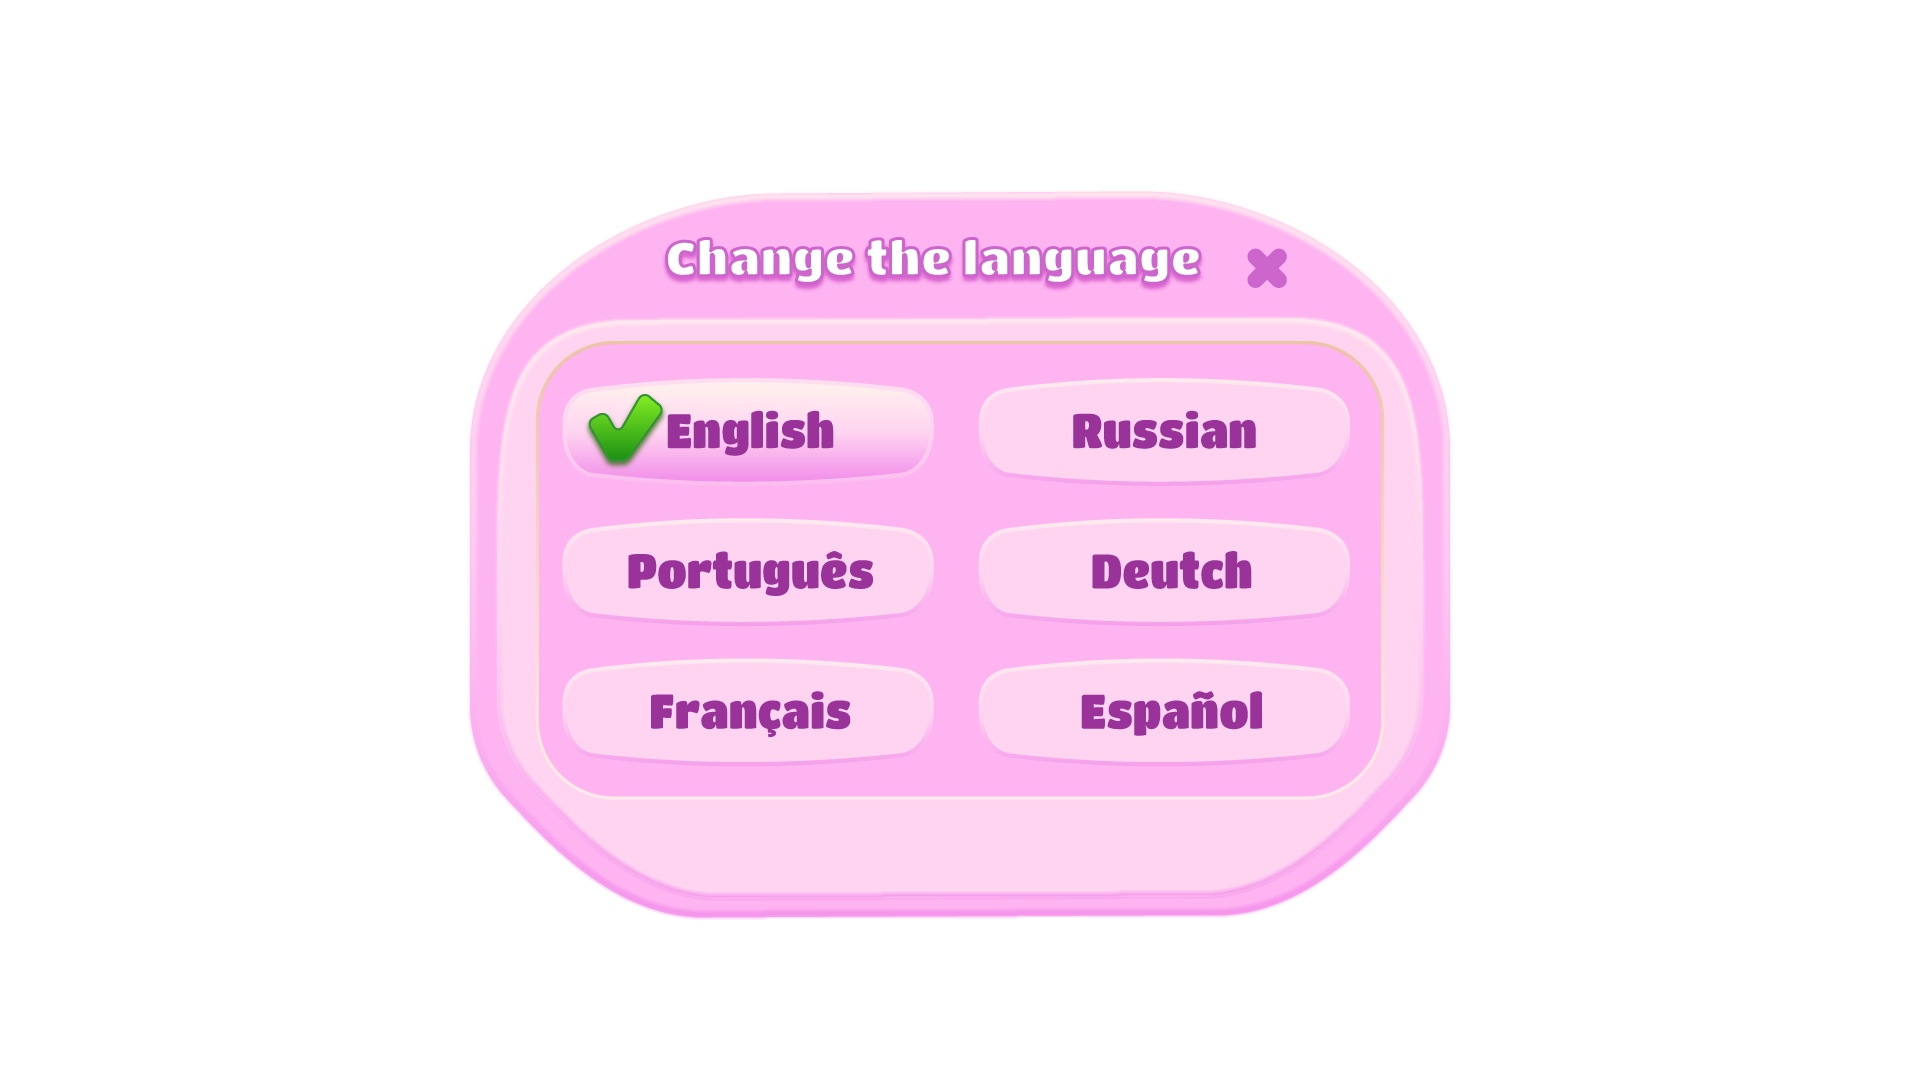 Change the language
English
Russian
Português
Deutch
Français
Español